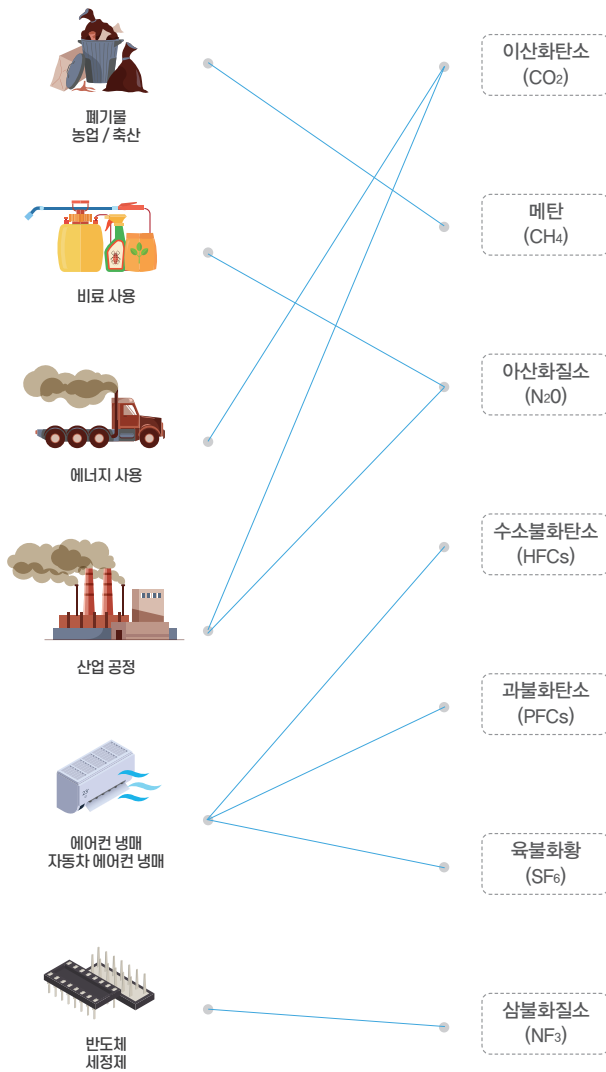 폐기물
농업 / 축산
비료 사용
에너지 사용
산업 공정
에어컨 냉매
자동차 에어컨 냉매
반도체
세정제
이산화탄소
(CO₂)
메탄
(CH₄)
아산화질소
(N₂0)
수소불화탄소
(HFCs)
과불화탄소
(PFCs)
육불화황
(SF₆)
삼불화질소
(NF₃)